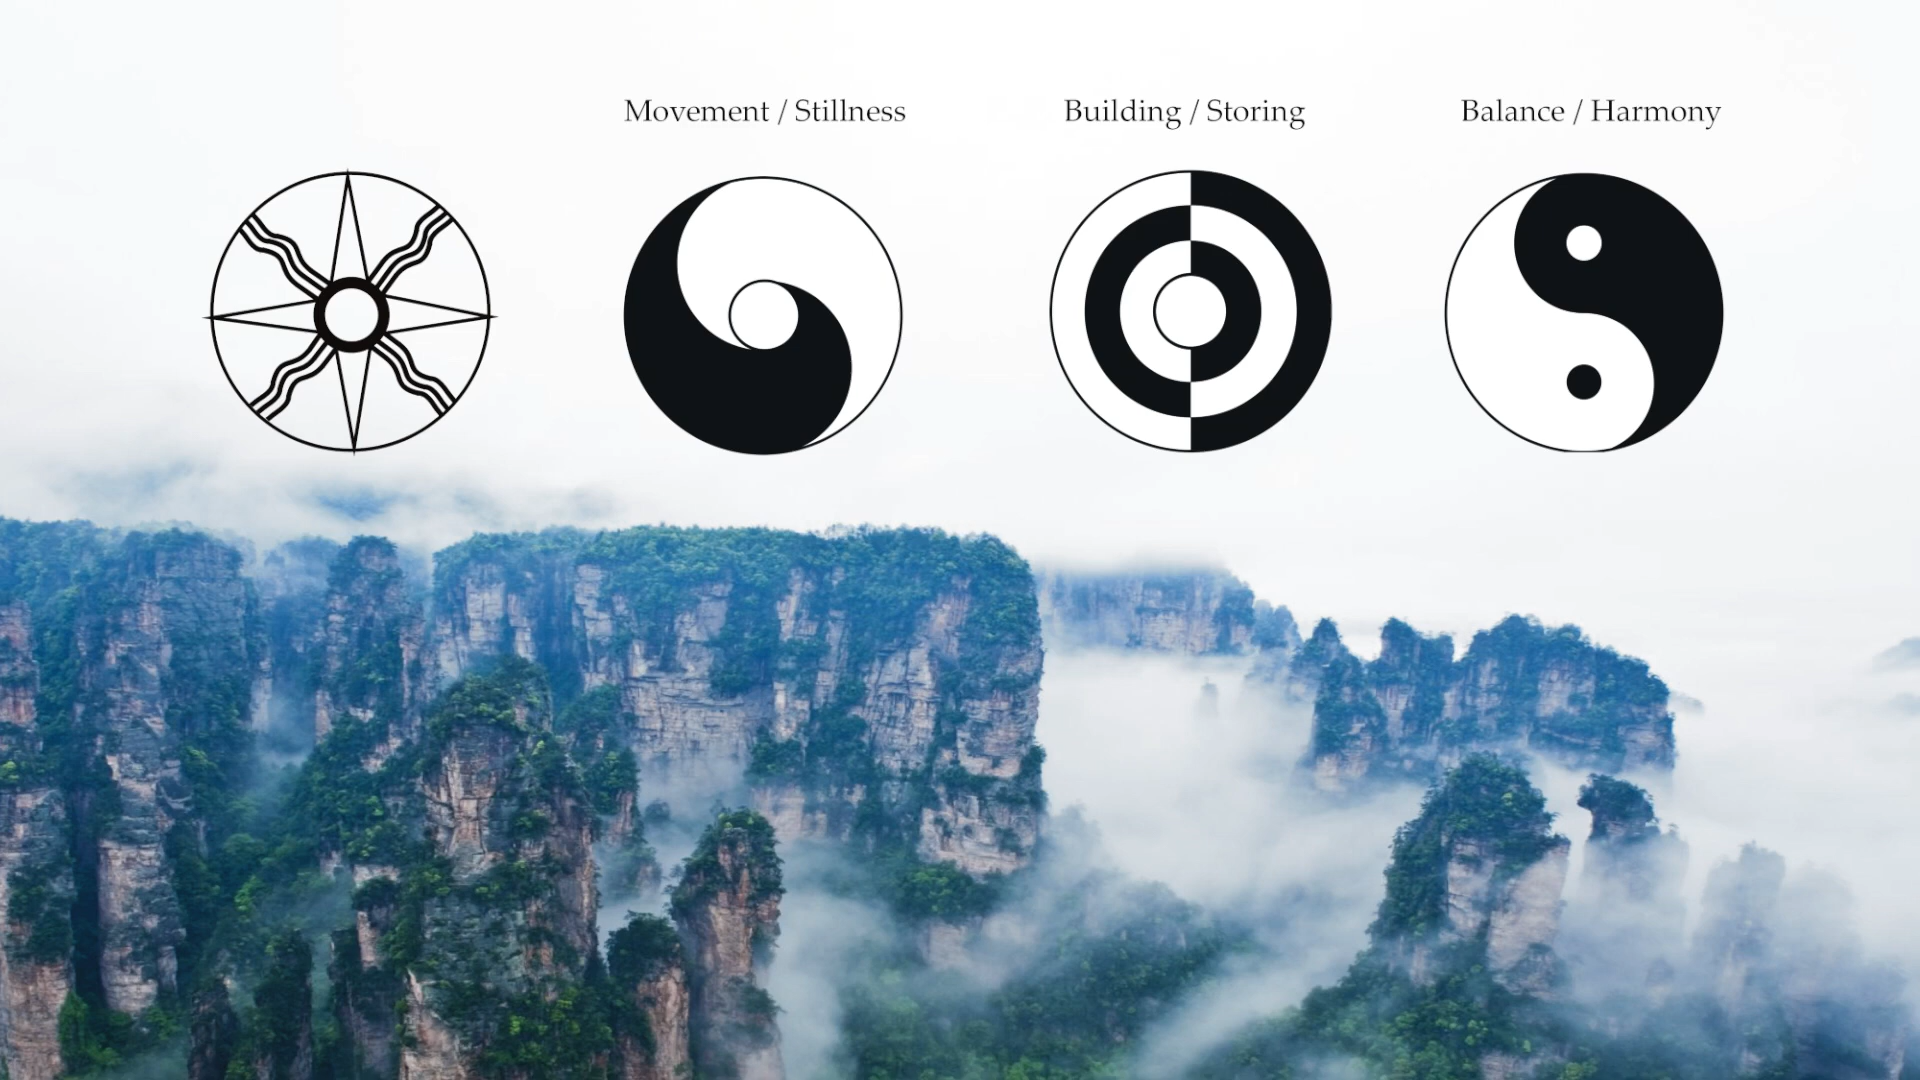 Movement / Stillness
Building / Storing
Balance / Harmony